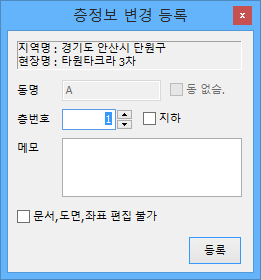 층정보 변경 등록
x
지역명 : 경기도 안산시 단원구
현장명 : 타원타크라 3차
동명 A 동 없슴.
층번호 1 지하
메모
문서,도면,좌표 편집 불가
등록